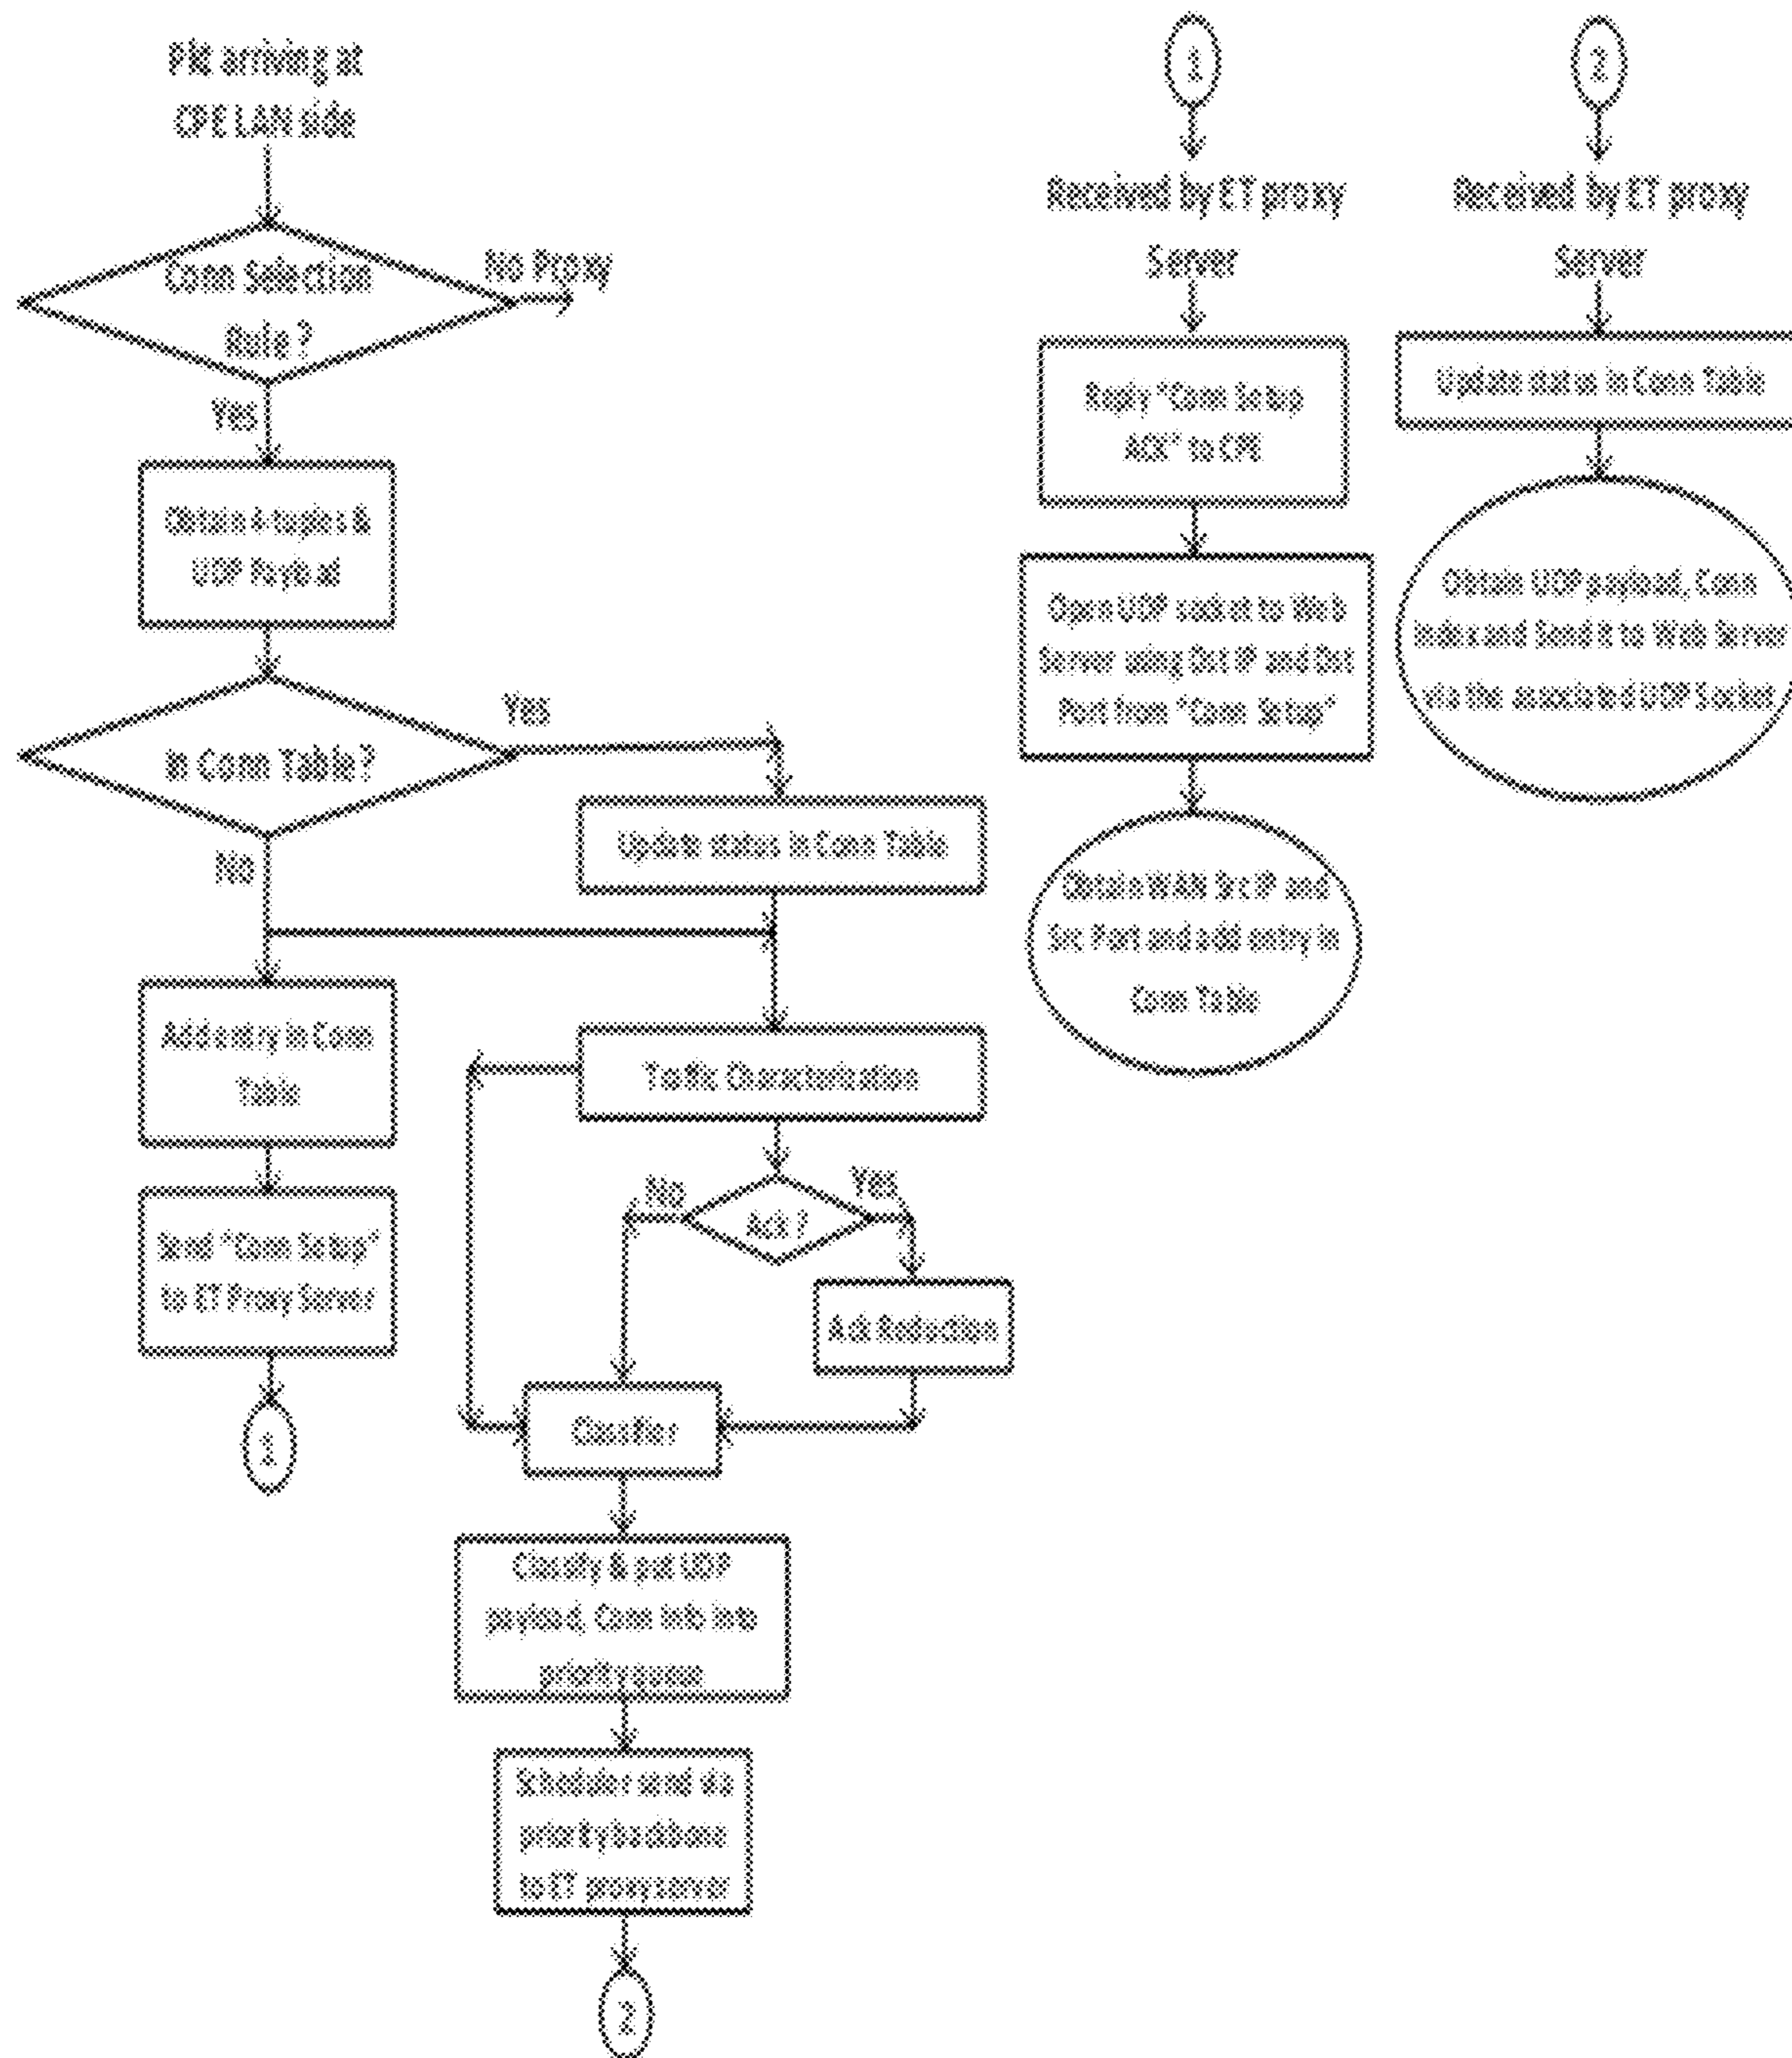 Pkt arriving at
CPE LAN side
Conn Selection
Rule?
No Proxy
Yes
Obtain 4-tuples &
UDP Payload
In Conn Table?
Yes
No
Update status in Conn Table
Add entry in Conn
Table
Traffic Characterization
Send "Conn Setup"
to ET Proxy Server
No
Ack?
Yes
Ack Reduction
1
Classifier
Classify & put UDP
payload, Conn info into
priority queue
Scheduler send via
priority backbone
to ET proxy server
2
1
Received by ET proxy
Server
Reply "Conn Setup
ACK" to CPE
Open UDP socket to Web
Server using Dst IP and Dst
Port from "Conn Setup"
Obtain WAN Src IP and
Src Port and add entry in
Conn Table
2
Received by ET proxy
Server
Update status in Conn Table
Obtain UDP payload, Conn
index and Send it to Web Server
via the associated UDP Socket